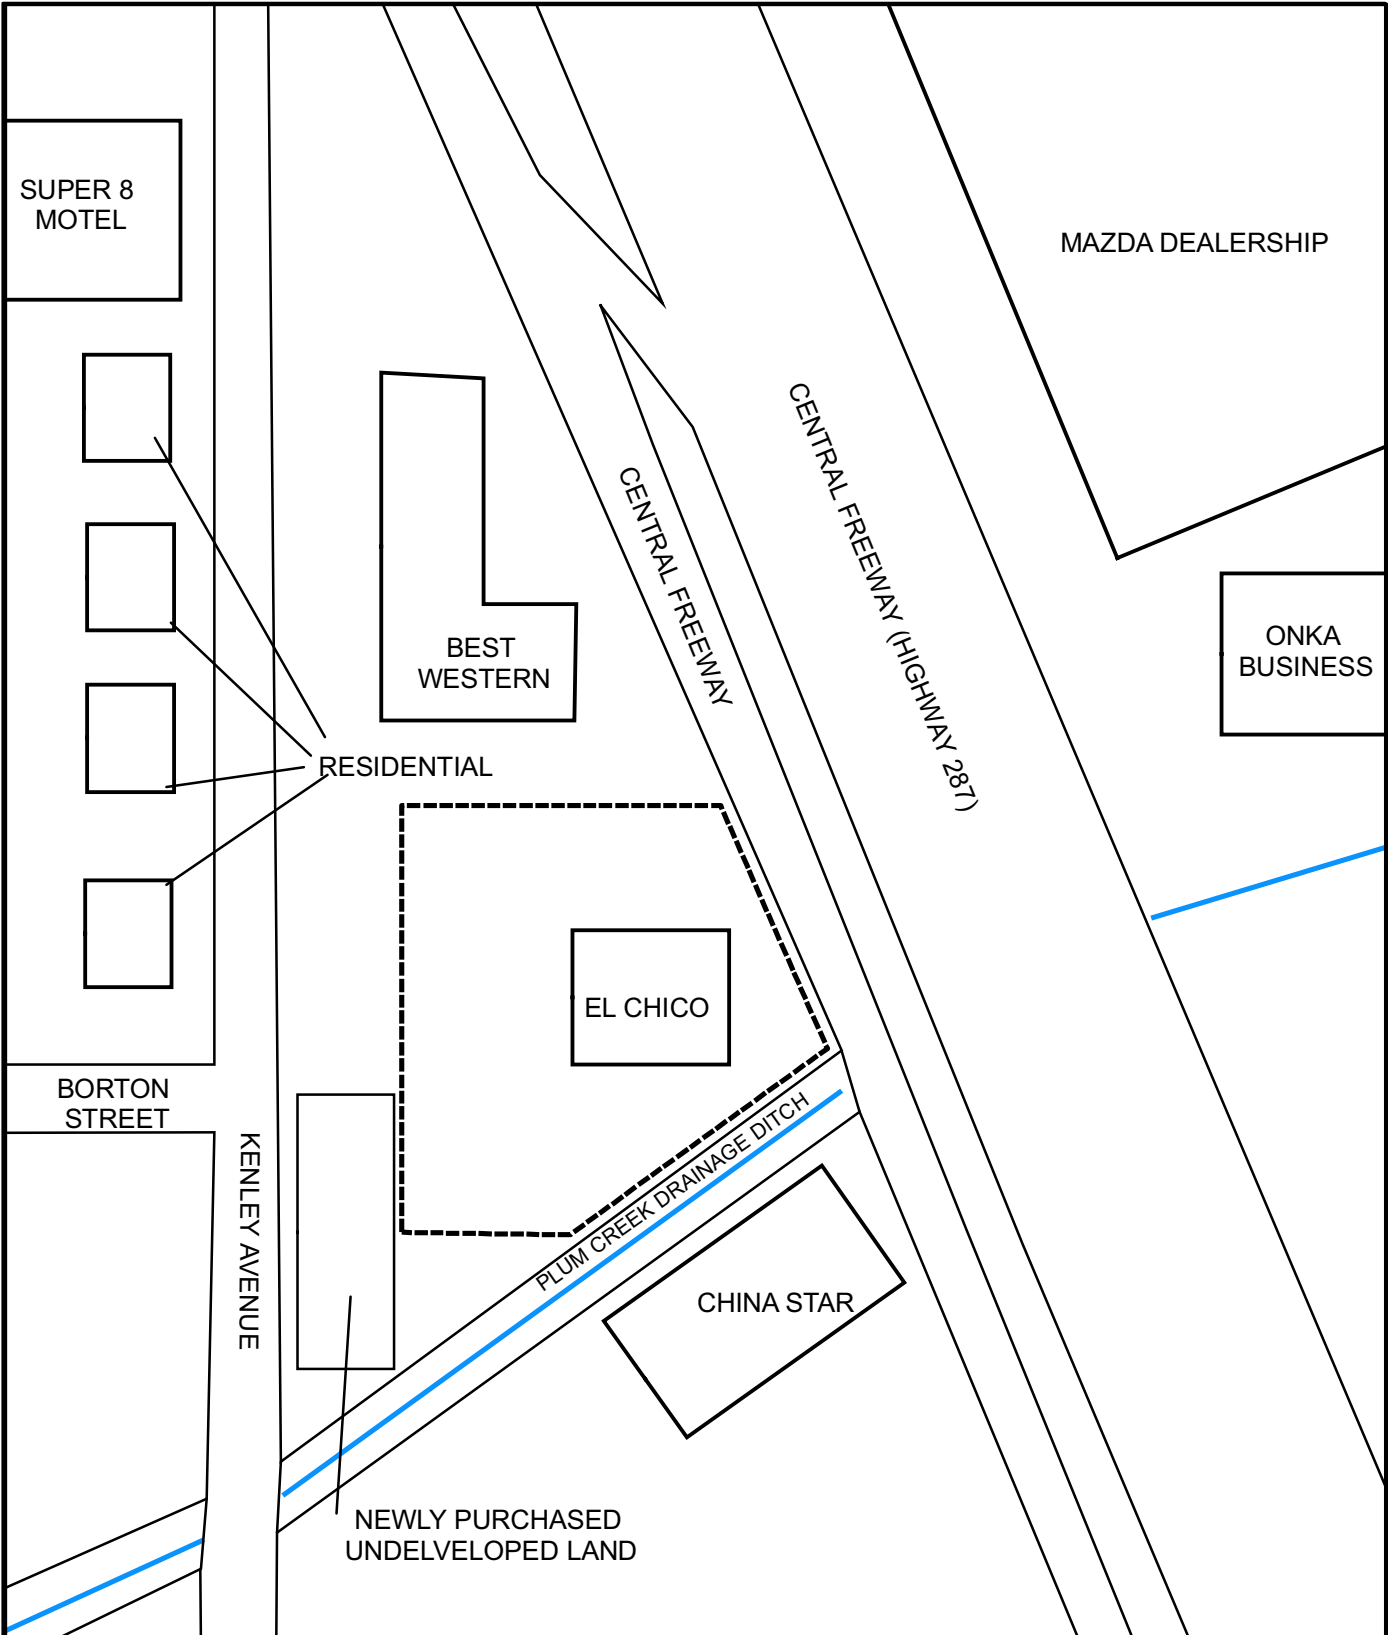 SUPER 8
MOTEL
MAZDA DEALERSHIP
CENTRAL FREEWAY
CENTRAL FREEWAY (HIGHWAY 287)
BEST
WESTERN
ONKA
BUSINESS
RESIDENTIAL
EL CHICO
BORTON
STREET
KENLEY AVENUE
PLUM CREEK DRAINAGE DITCH
CHINA STAR
NEWLY PURCHASED
UNDELVELOPED LAND